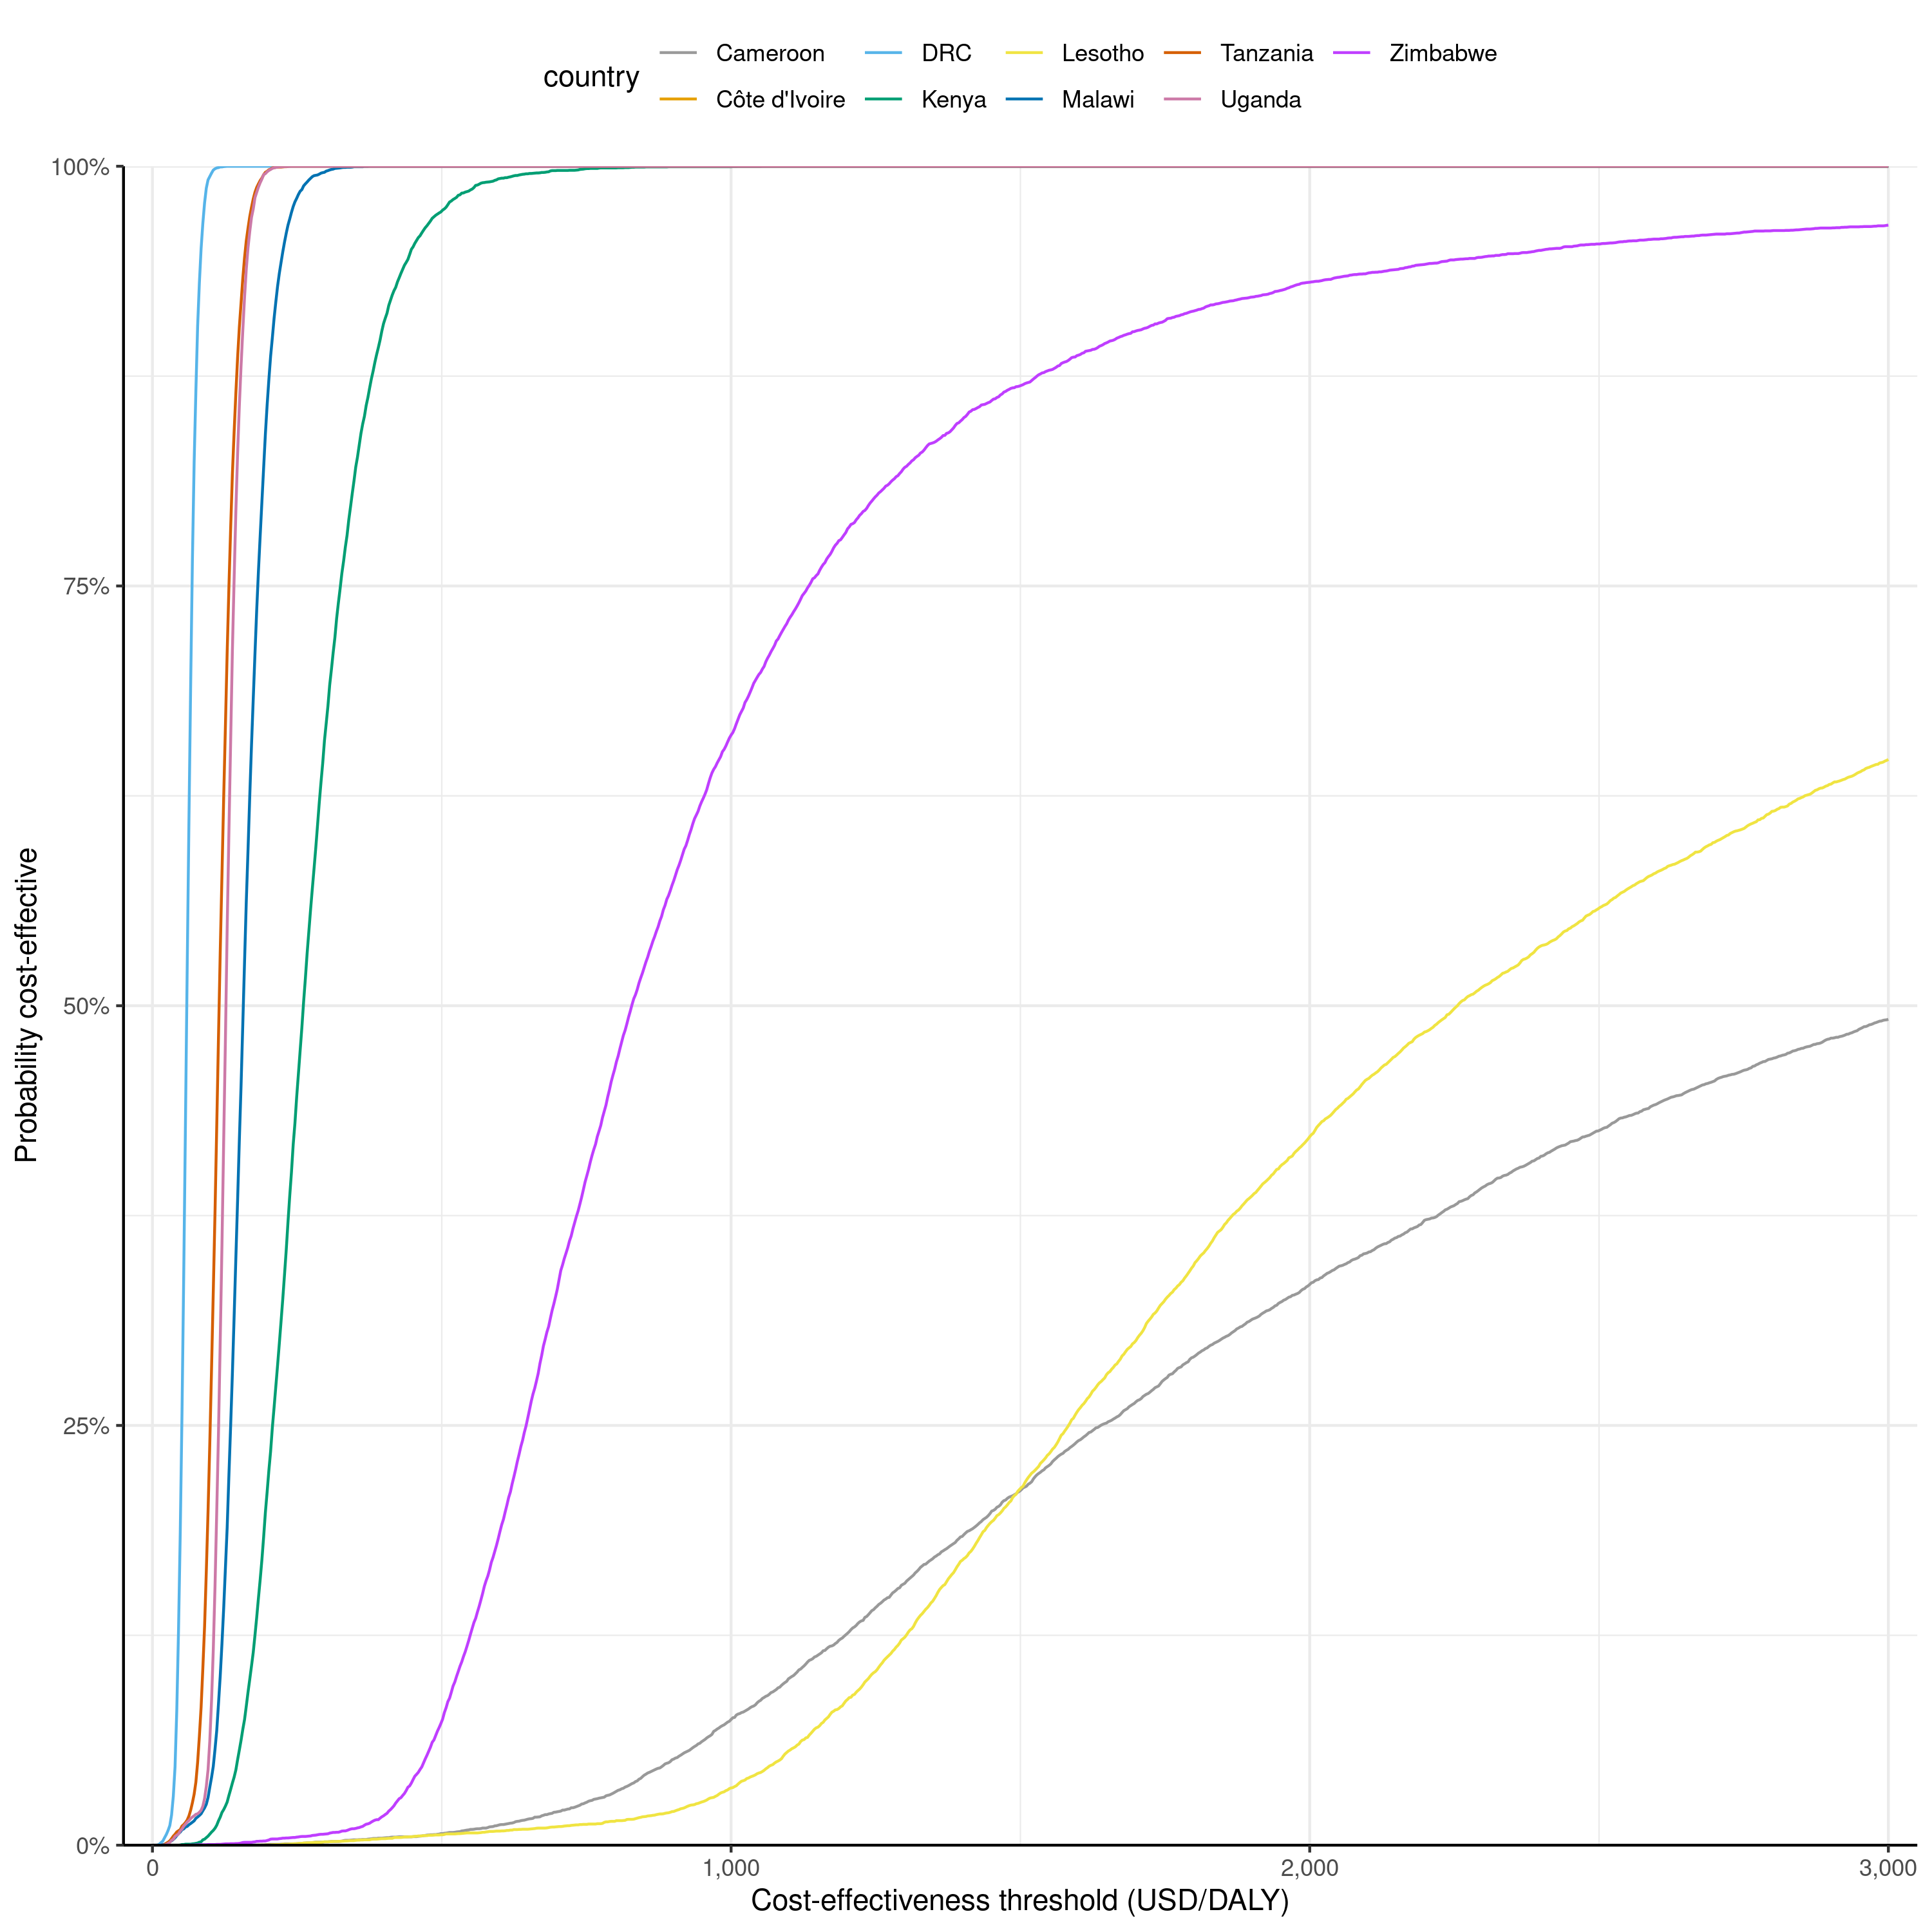 country
Cameroon DRC Lesotho Tanzania Zimbabwe
Côte d'Ivoire Kenya Malawi Uganda
100%
75%
50%
25%
0%
Probability cost-effective
0 1,000 2,000 3,000
Cost-effectiveness threshold (USD/DALY)